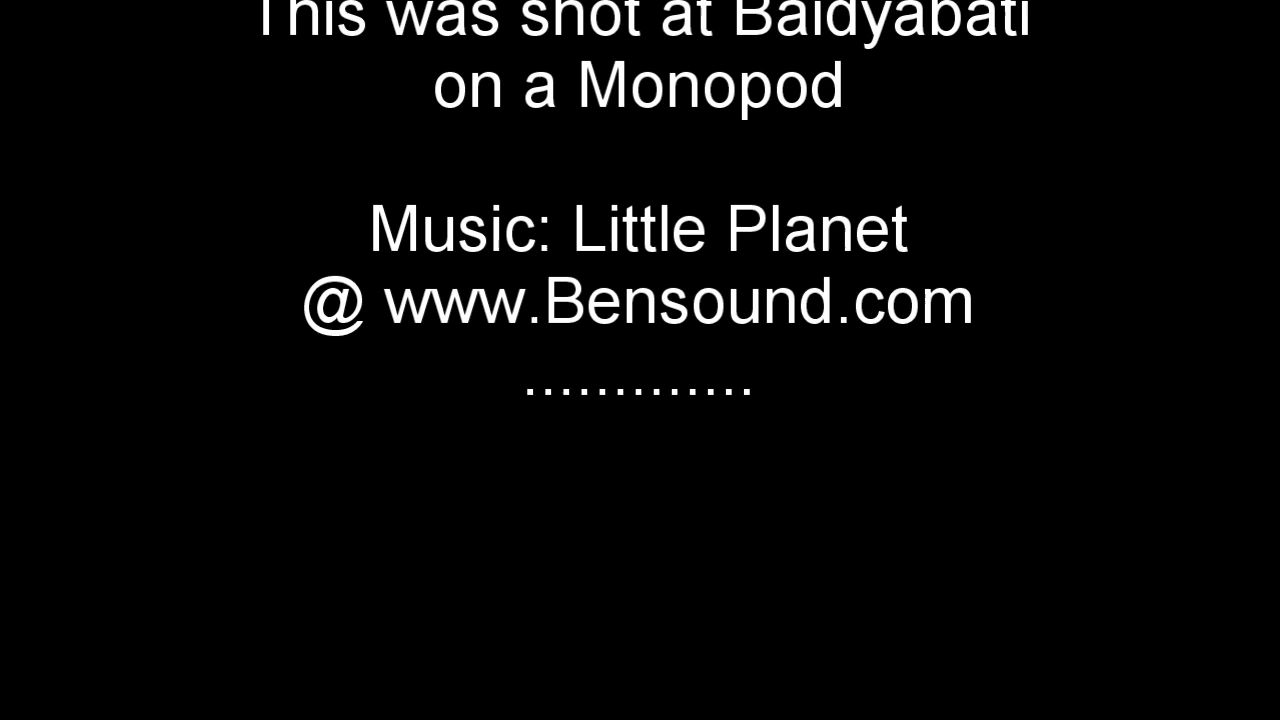 This was shot at Baidyabati
on a Monopod
Music: Little Planet
@ www.Bensound.com
.............